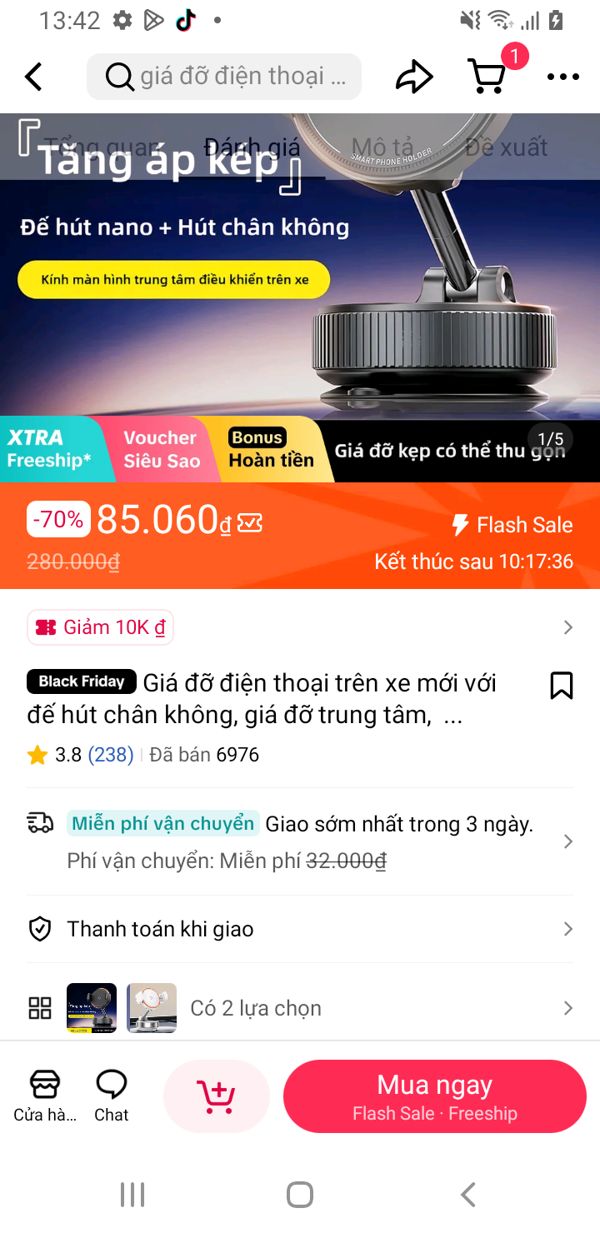 13:42
giá đỡ điện thoại ...
1
Tổng quan Đánh giá Mô tả Đề xuất
『Tăng áp kép』
SMART PHONE HOLDER
Đế hút nano + Hút chân không
Kính màn hình trung tâm điều khiển trên xe
XTRA
Freeship*
Voucher
Siêu Sao
Bonus
Hoàn tiền
Giá đỡ kẹp có thể thu gọn
1/5
-70% 85.060đ
Flash Sale
280.000đ
Kết thúc sau 10:17:36
Giảm 10K đ
Black Friday Giá đỡ điện thoại trên xe mới với
đế hút chân không, giá đỡ trung tâm, ...
3.8 (238) Đã bán 6976
Miễn phí vận chuyển Giao sớm nhất trong 3 ngày.
Phí vận chuyển: Miễn phí 32.000đ
Thanh toán khi giao
Có 2 lựa chọn
Cửa hà...
Chat
Mua ngay
Flash Sale · Freeship